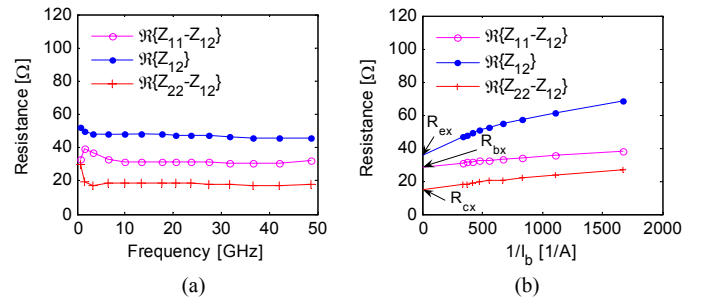 120
100
80
60
40
20
0
Resistance [Ω]
ℜ{Z11-Z12}
ℜ{Z12}
ℜ{Z22-Z12}
0 10 20 30 40 50
Frequency [GHz]
(a)
120
100
80
60
40
20
0
Resistance [Ω]
ℜ{Z11-Z12}
ℜ{Z12}
ℜ{Z22-Z12}
Rex
Rbx
Rcx
0 500 1000 1500 2000
1/Ib [1/A]
(b)